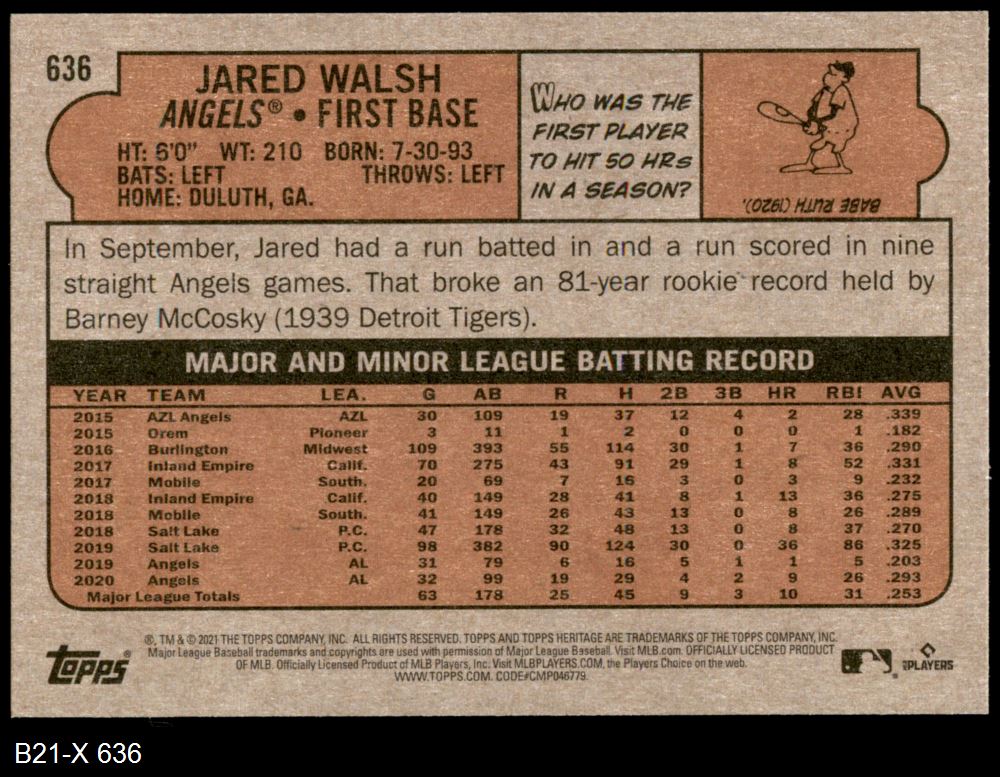 636
JARED WALSH
ANGELS® • FIRST BASE
HT: 6'0" WT: 210 BORN: 7-30-93
BATS: LEFT THROWS: LEFT
HOME: DULUTH, GA.
WHO WAS THE
FIRST PLAYER
TO HIT 50 HRs
IN A SEASON?
BABE RUTH (1920).
In September, Jared had a run batted in and a run scored in nine
straight Angels games. That broke an 81-year rookie record held by
Barney McCosky (1939 Detroit Tigers).
MAJOR AND MINOR LEAGUE BATTING RECORD
YEAR TEAM LEA. G AB R H 2B 3B HR RBI AVG
2015 AZL Angels AZL 30 109 19 37 12 4 2 28 .339
2015 Orem Pioneer 3 11 1 2 0 0 0 1 .182
2016 Burlington Midwest 109 393 55 114 30 1 7 36 .290
2017 Inland Empire Calif. 70 275 43 91 29 1 8 52 .331
2017 Mobile South. 20 69 7 16 3 0 3 9 .232
2018 Inland Empire Calif. 40 149 28 41 8 1 13 36 .275
2018 Mobile South. 41 149 26 43 13 0 8 26 .289
2018 Salt Lake P.C. 47 178 32 48 13 0 8 37 .270
2019 Salt Lake P.C. 98 382 90 124 30 0 36 86 .325
2019 Angels AL 31 79 6 16 5 1 1 5 .203
2020 Angels AL 32 99 19 29 4 2 9 26 .293
Major League Totals 63 178 25 45 9 3 10 31 .253
®, TM & © 2021 THE TOPPS COMPANY, INC. ALL RIGHTS RESERVED. TOPPS AND TOPPS HERITAGE ARE TRADEMARKS OF THE TOPPS COMPANY, INC.
Major League Baseball trademarks and copyrights are used with permission of Major League Baseball. Visit MLB.com. OFFICIALLY LICENSED PRODUCT
OF MLB. Officially Licensed Product of MLB Players, Inc. Visit MLBPLAYERS.COM, the Players Choice on the web.
WWW.TOPPS.COM. CODE#CMP046779.
Topps®
MLB PLAYERS
B21-X 636